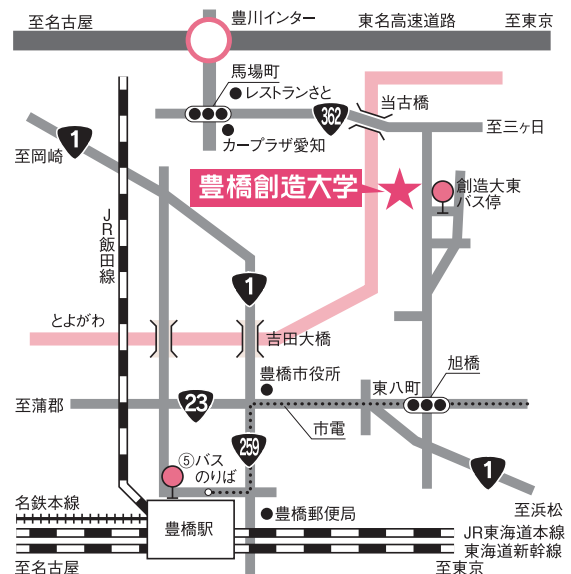 至名古屋
豊川インター
東名高速道路
至東京
馬場町
レストランさと
362
当古橋
至三ヶ日
カープラザ愛知
1
至岡崎
豊橋創造大学
創造大東
バス停
JR飯田線
1
とよがわ
吉田大橋
豊橋市役所
東八町
旭橋
至蒲郡
23
市電
259
⑤バス
のりば
1
名鉄本線
豊橋駅
豊橋郵便局
至浜松
JR東海道本線
東海道新幹線
至名古屋
至東京